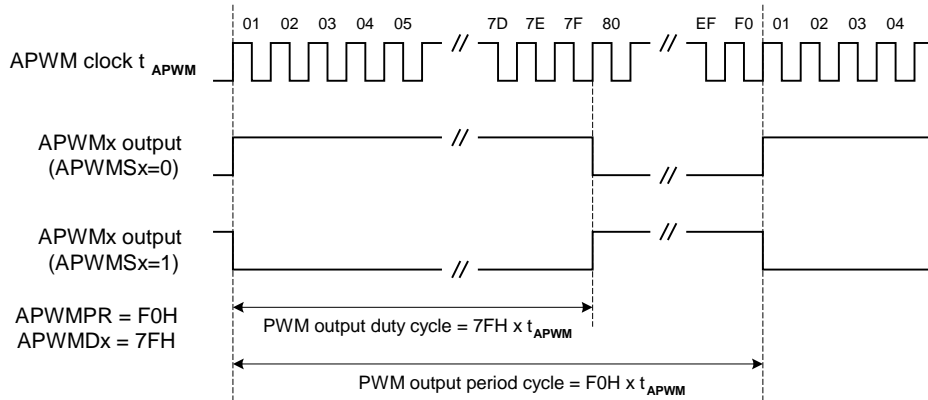 01 02 03 04 05 7D 7E 7F 80 EF F0 01 02 03 04
APWM clock t APWM
APWMx output
(APWMSx=0)
APWMx output
(APWMSx=1)
APWMPR = F0H
APWMDx = 7FH
PWM output duty cycle = 7FH x tAPWM
PWM output period cycle = F0H x tAPWM